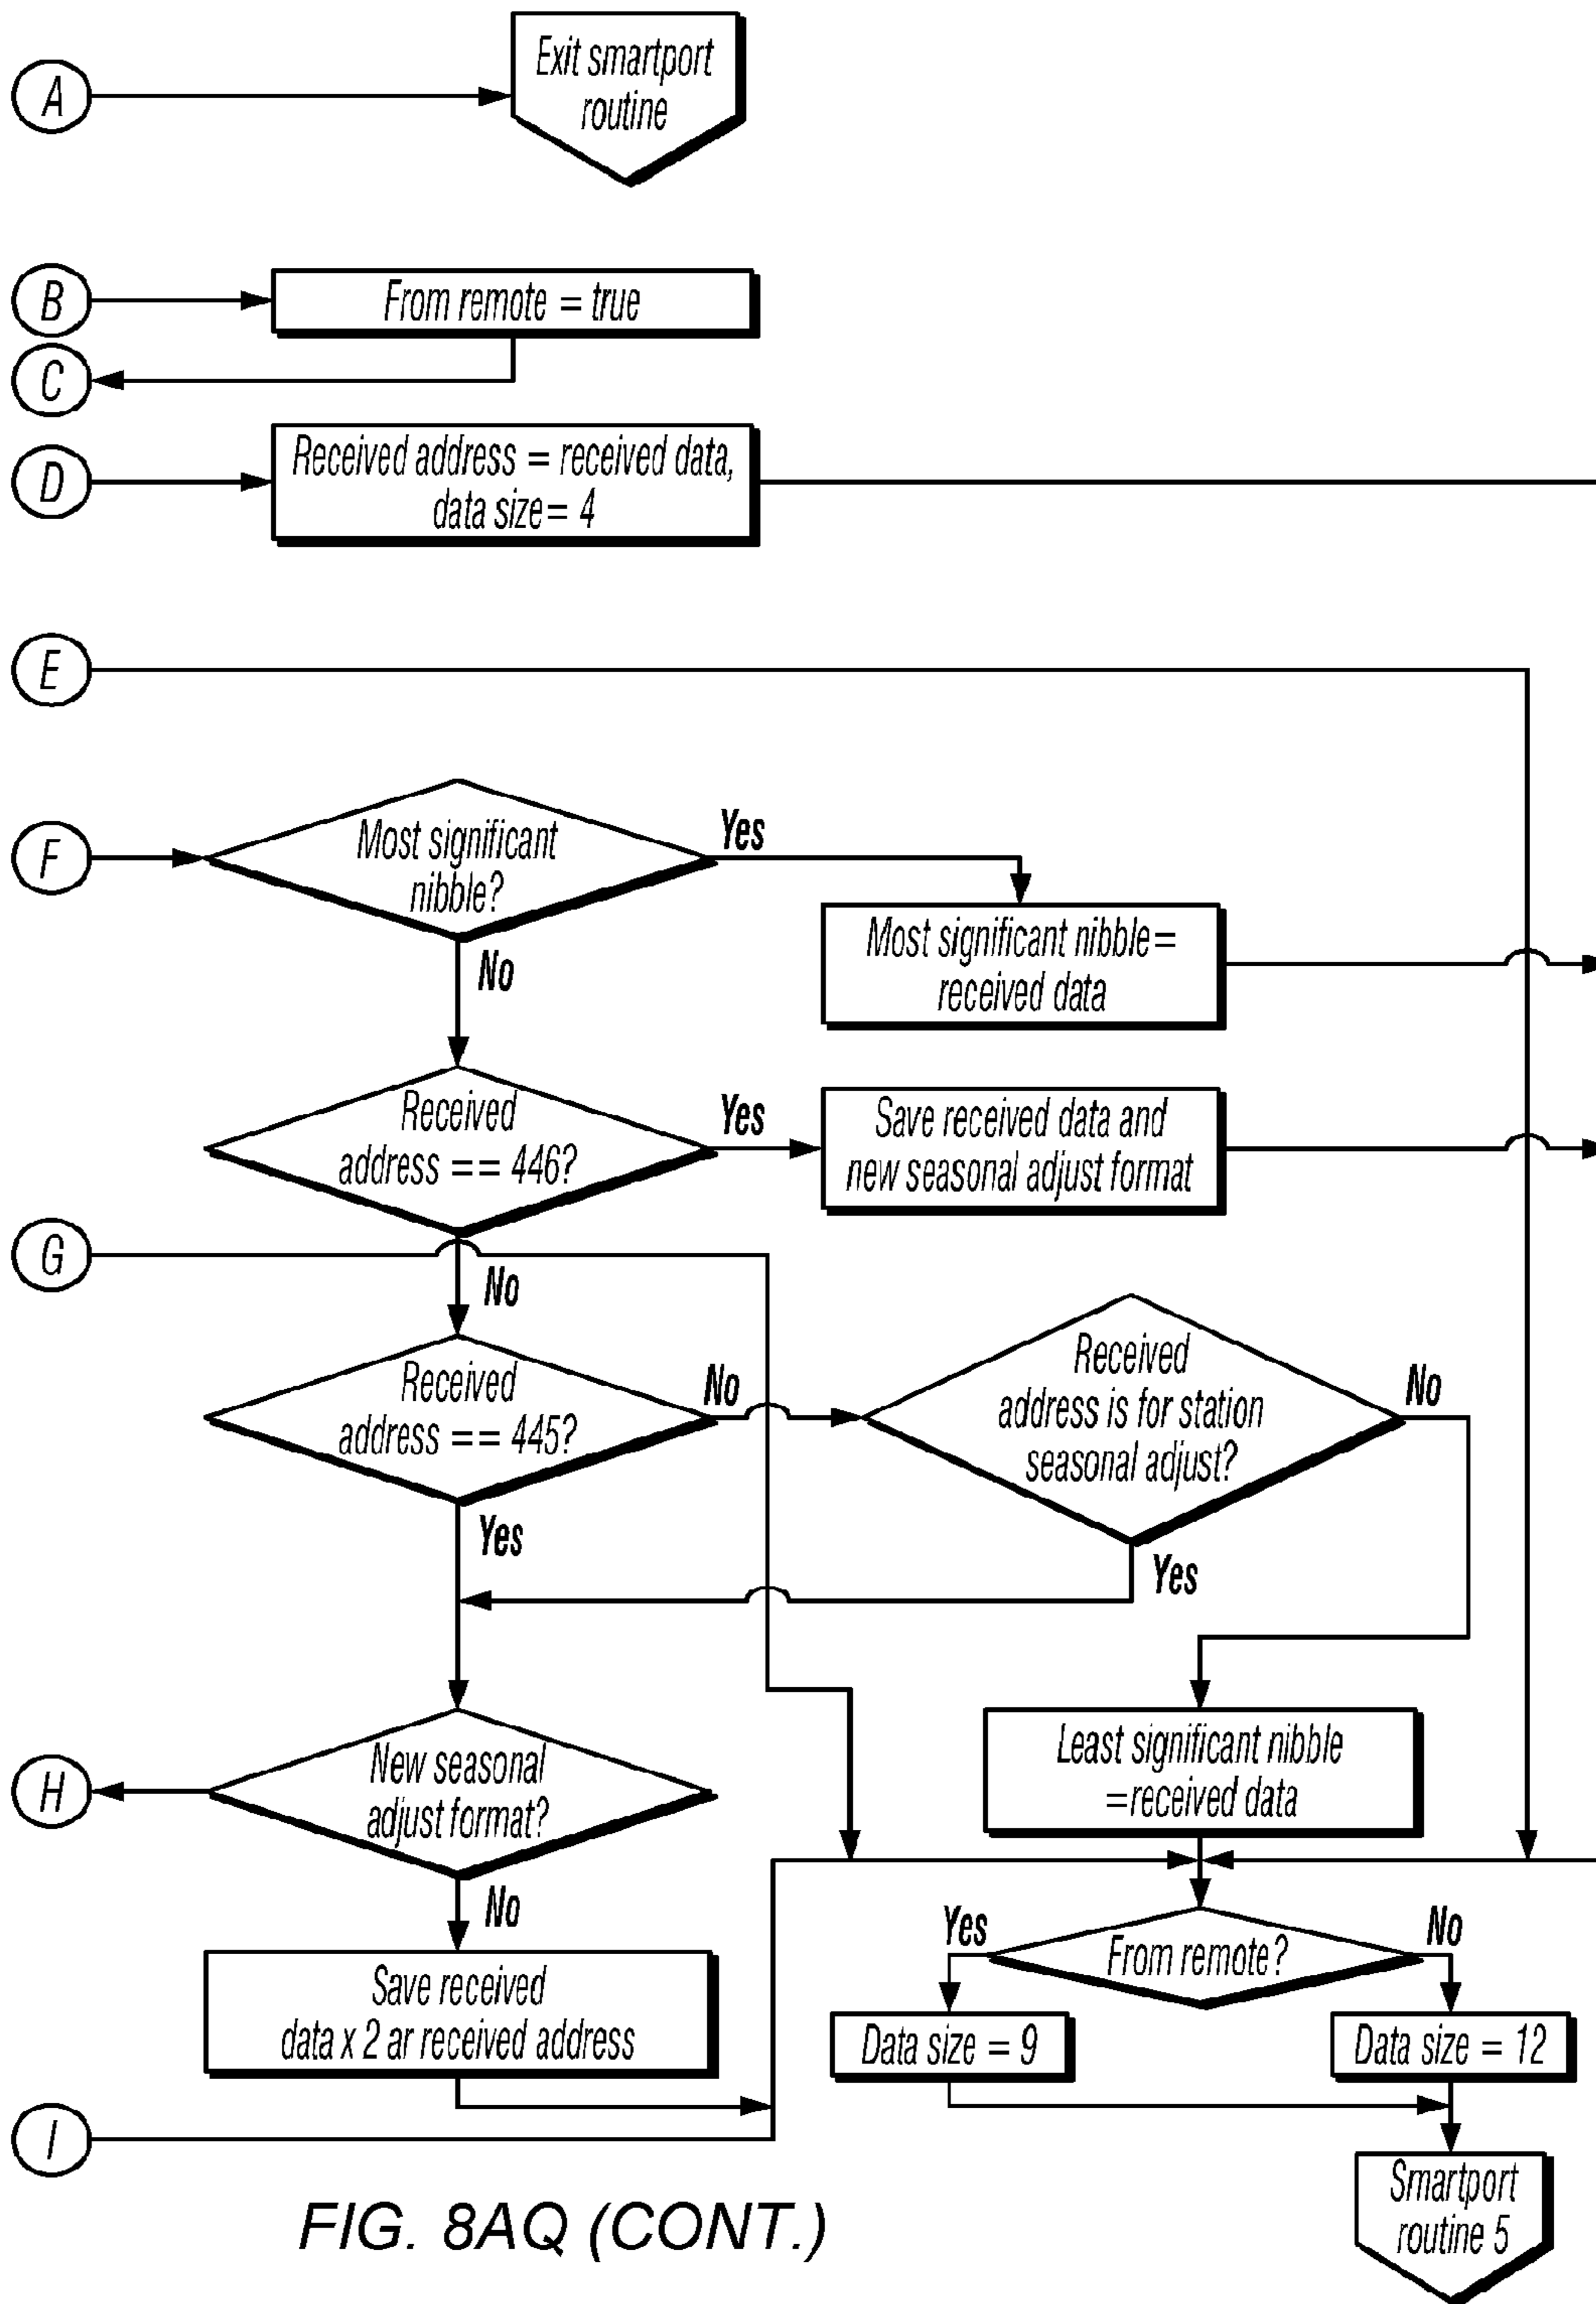 A
Exit smartport
routine
B
From remote = true
C
D
Received address = received data,
data size = 4
E
F
Most significant
nibble?
Yes
Most significant nibble =
received data
No
Received
address == 446?
Yes
Save received data and
new seasonal adjust format
G
No
Received
address == 445?
No
Received
address is for station
seasonal adjust?
No
Yes
Yes
H
New seasonal
adjust format?
Least significant nibble
=received data
No
Yes
From remote?
No
Save received
data x 2 ar received address
Data size = 9
Data size = 12
I
Smartport
routine 5
FIG. 8AQ (CONT.)